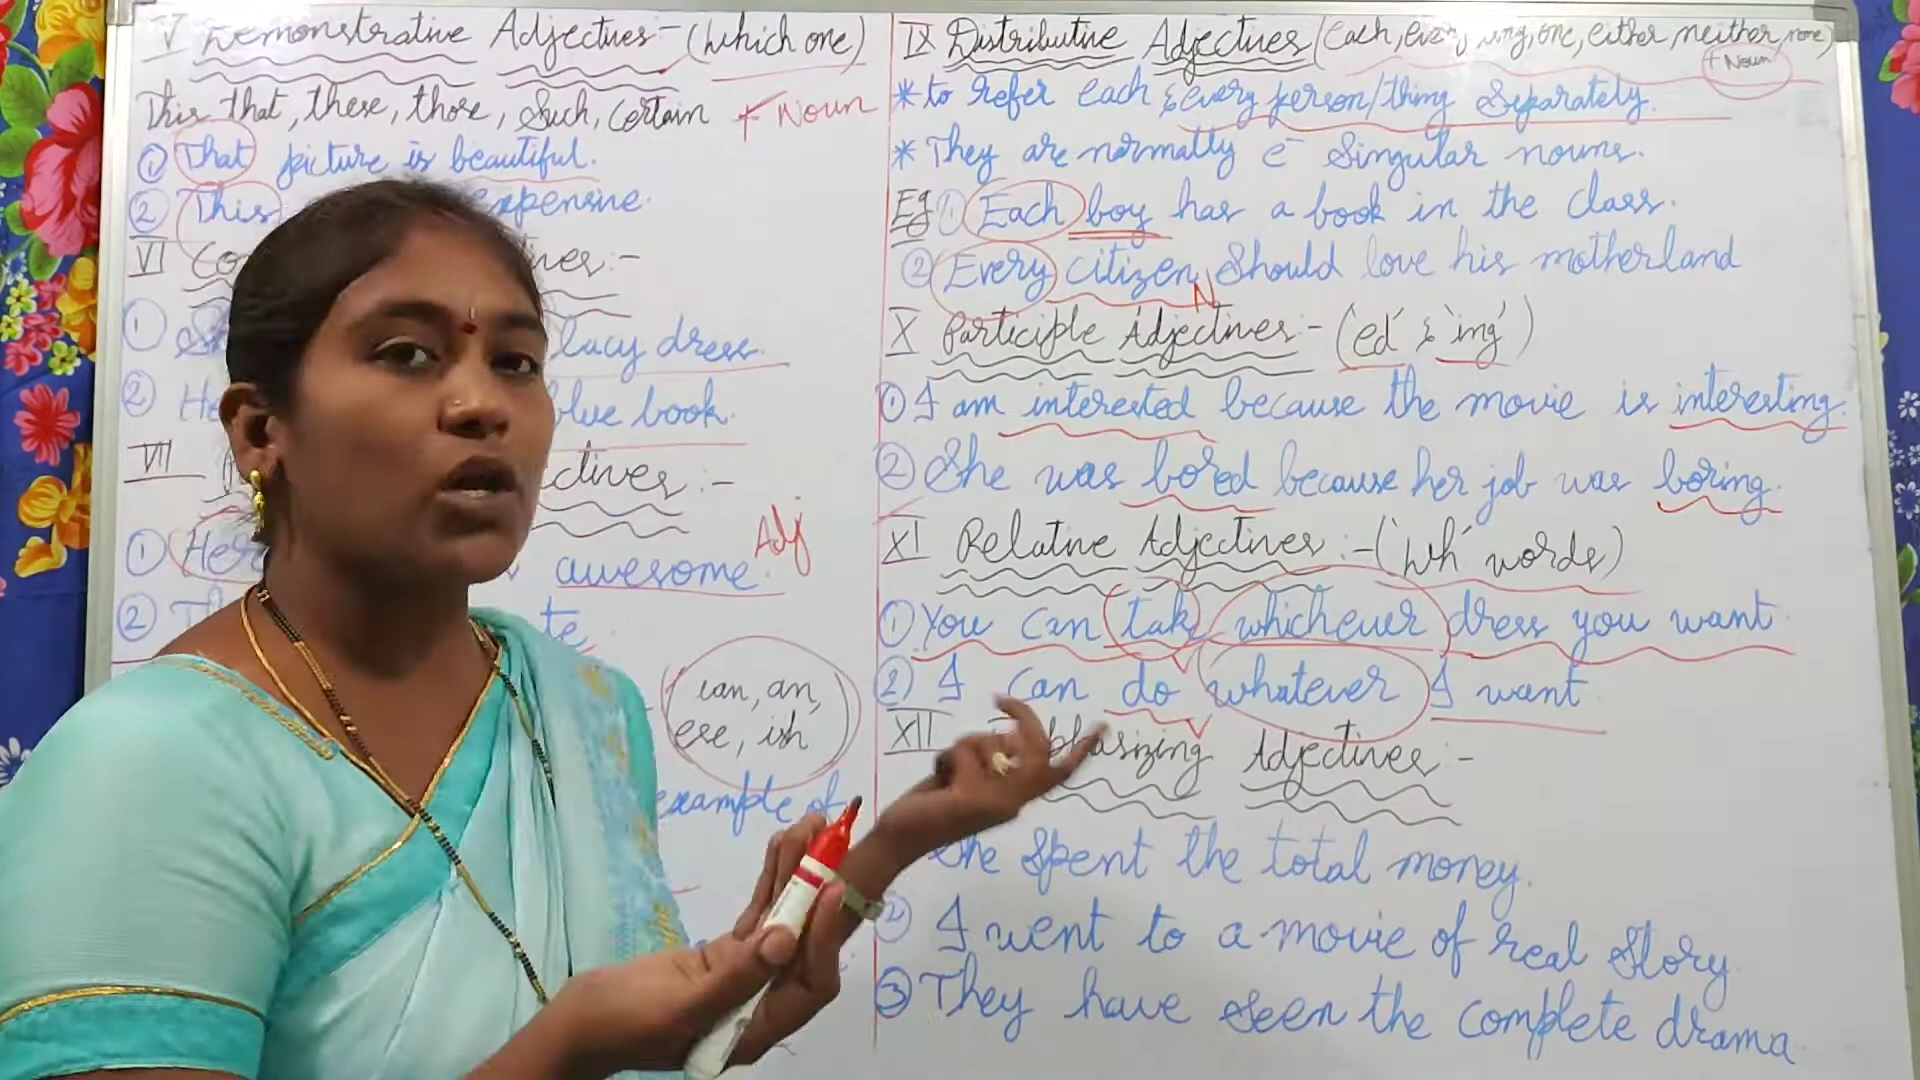 V Demonstrative Adjectives:- (which one)
This, that, these, those, Such, Certain + Noun
① That picture is beautiful.
② This expensive.
VI
①
lacy dress.
② blue book.
VII :-
Adj
① awesome.
②
ian, an,
ese, ish
example of
IX Distributive Adjectives (each, every, one, either, neither, none)
+ Noun
* to refer each & every person/thing Separately.
* They are normally c̄ Singular nouns.
Eg ① Each boy has a book in the class.
② Every citizen should love his motherland
N
X Participle Adjectives:- ('ed' & 'ing')
① I am interested because the movie is interesting.
② She was bored because her job was boring.
XI Relative Adjectives:- ('wh' words)
① You can take whichever dress you want
② I can do whatever I want
XII Adjectives:-
spent the total money.
② I went to a movie of real story
③ They have seen the complete drama.